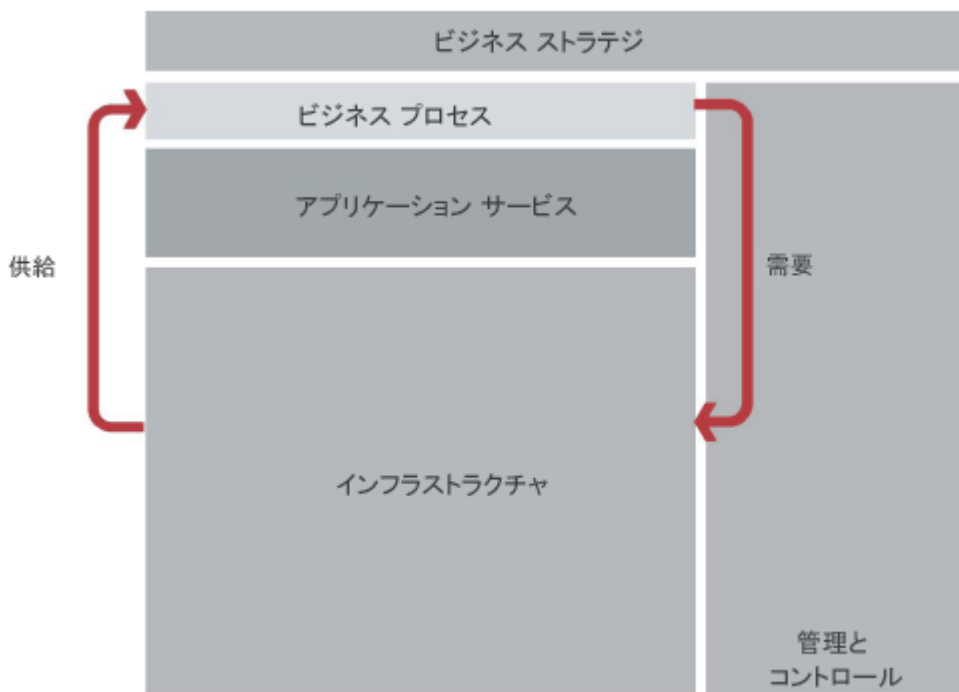 ビジネス ストラテジ
ビジネス プロセス
アプリケーション サービス
供給
需要
インフラストラクチャ
管理と
コントロール